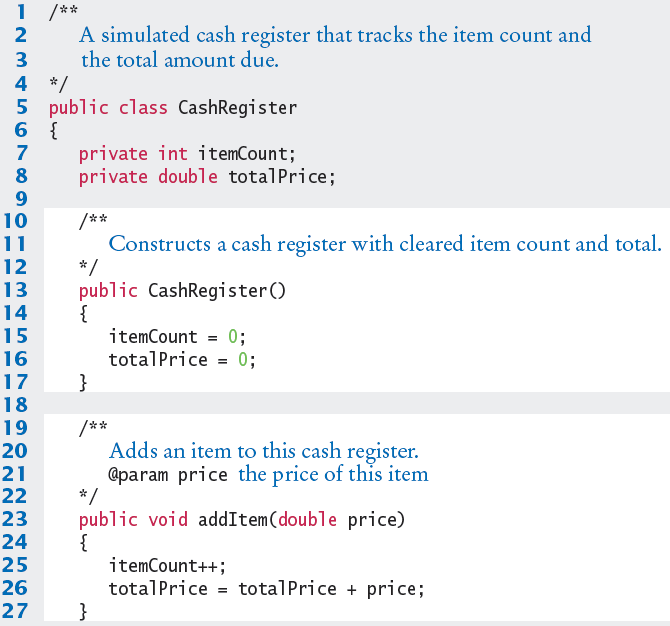 1 /**
2 A simulated cash register that tracks the item count and
3 the total amount due.
4 */
5 public class CashRegister
6 {
7 private int itemCount;
8 private double totalPrice;
9
10 /**
11 Constructs a cash register with cleared item count and total.
12 */
13 public CashRegister()
14 {
15 itemCount = 0;
16 totalPrice = 0;
17 }
18
19 /**
20 Adds an item to this cash register.
21 @param price the price of this item
22 */
23 public void addItem(double price)
24 {
25 itemCount++;
26 totalPrice = totalPrice + price;
27 }